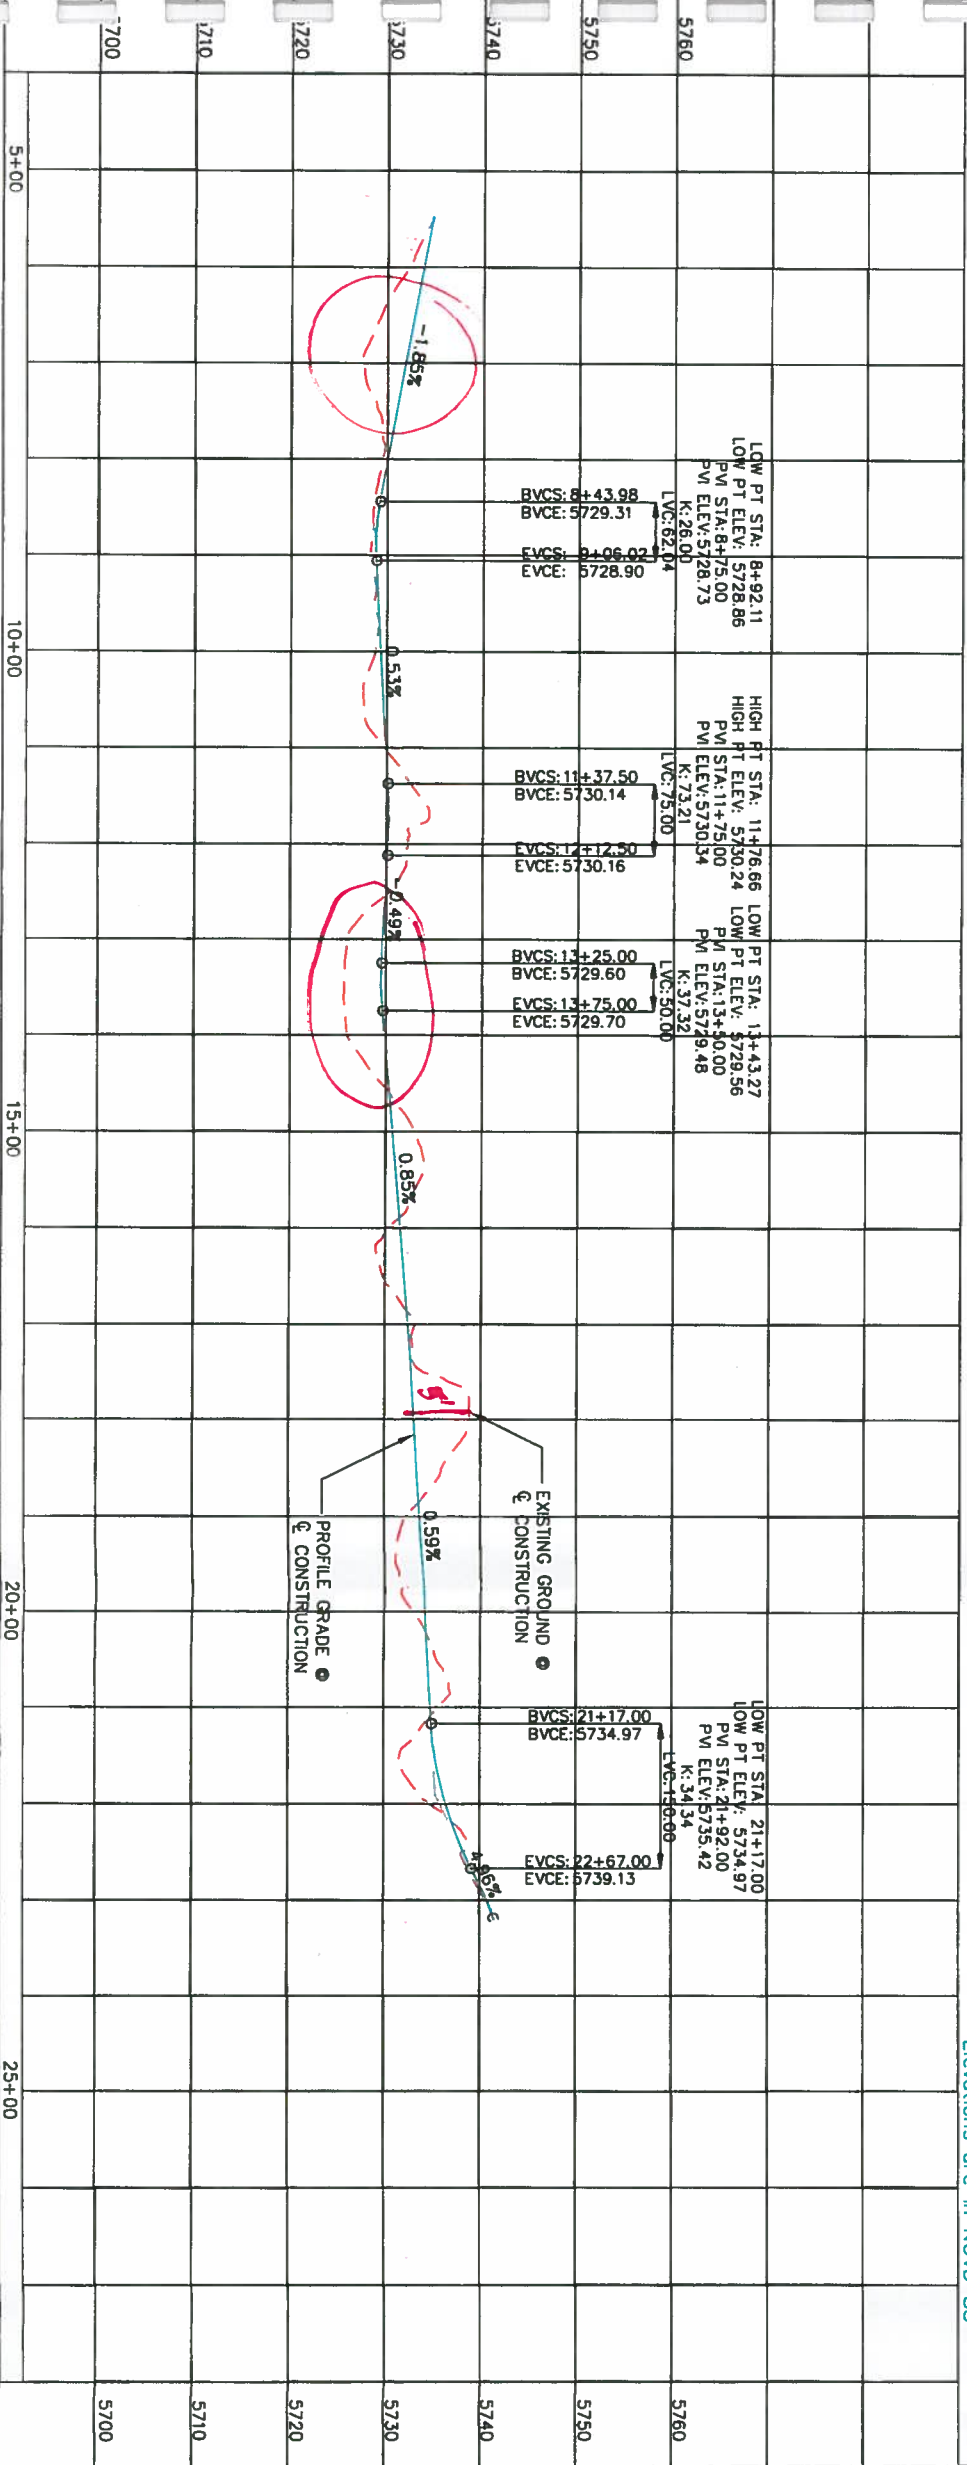 5760
5750
5740
5730
5720
5710
5700
LOW PT STA: 8+92.11
LOW PT ELEV: 5728.86
PVI STA:8+75.00
PVI ELEV:5728.73
K:26.00
LVC:62.04
BVCS:8+43.98
BVCE:5729.31
EVCS: 9+06.02
EVCE: 5728.90
HIGH PT STA: 11+76.66
HIGH PT ELEV: 5730.24
PVI STA:11+75.00
PVI ELEV:5730.34
K:73.21
LVC:75.00
BVCS:11+37.50
BVCE:5730.14
EVCS:12+12.50
EVCE:5730.16
LOW PT STA: 13+43.27
LOW PT ELEV: 5729.56
PVI STA:13+50.00
PVI ELEV:5729.48
K:37.32
LVC:50.00
BVCS:13+25.00
BVCE:5729.60
EVCS:13+75.00
EVCE:5729.70
LOW PT STA: 21+17.00
LOW PT ELEV: 5734.97
PVI STA:21+92.00
PVI ELEV:5735.42
K:34.34
LVC:150.00
BVCS:21+17.00
BVCE:5734.97
EVCS:22+67.00
EVCE:5739.13
-1.85%
0.53%
-0.49%
0.85%
5'
0.59%
4.96%
EXISTING GROUND @
℄ CONSTRUCTION
PROFILE GRADE @
℄ CONSTRUCTION
5760
5750
5740
5730
5720
5710
5700
5+00
10+00
15+00
20+00
25+00